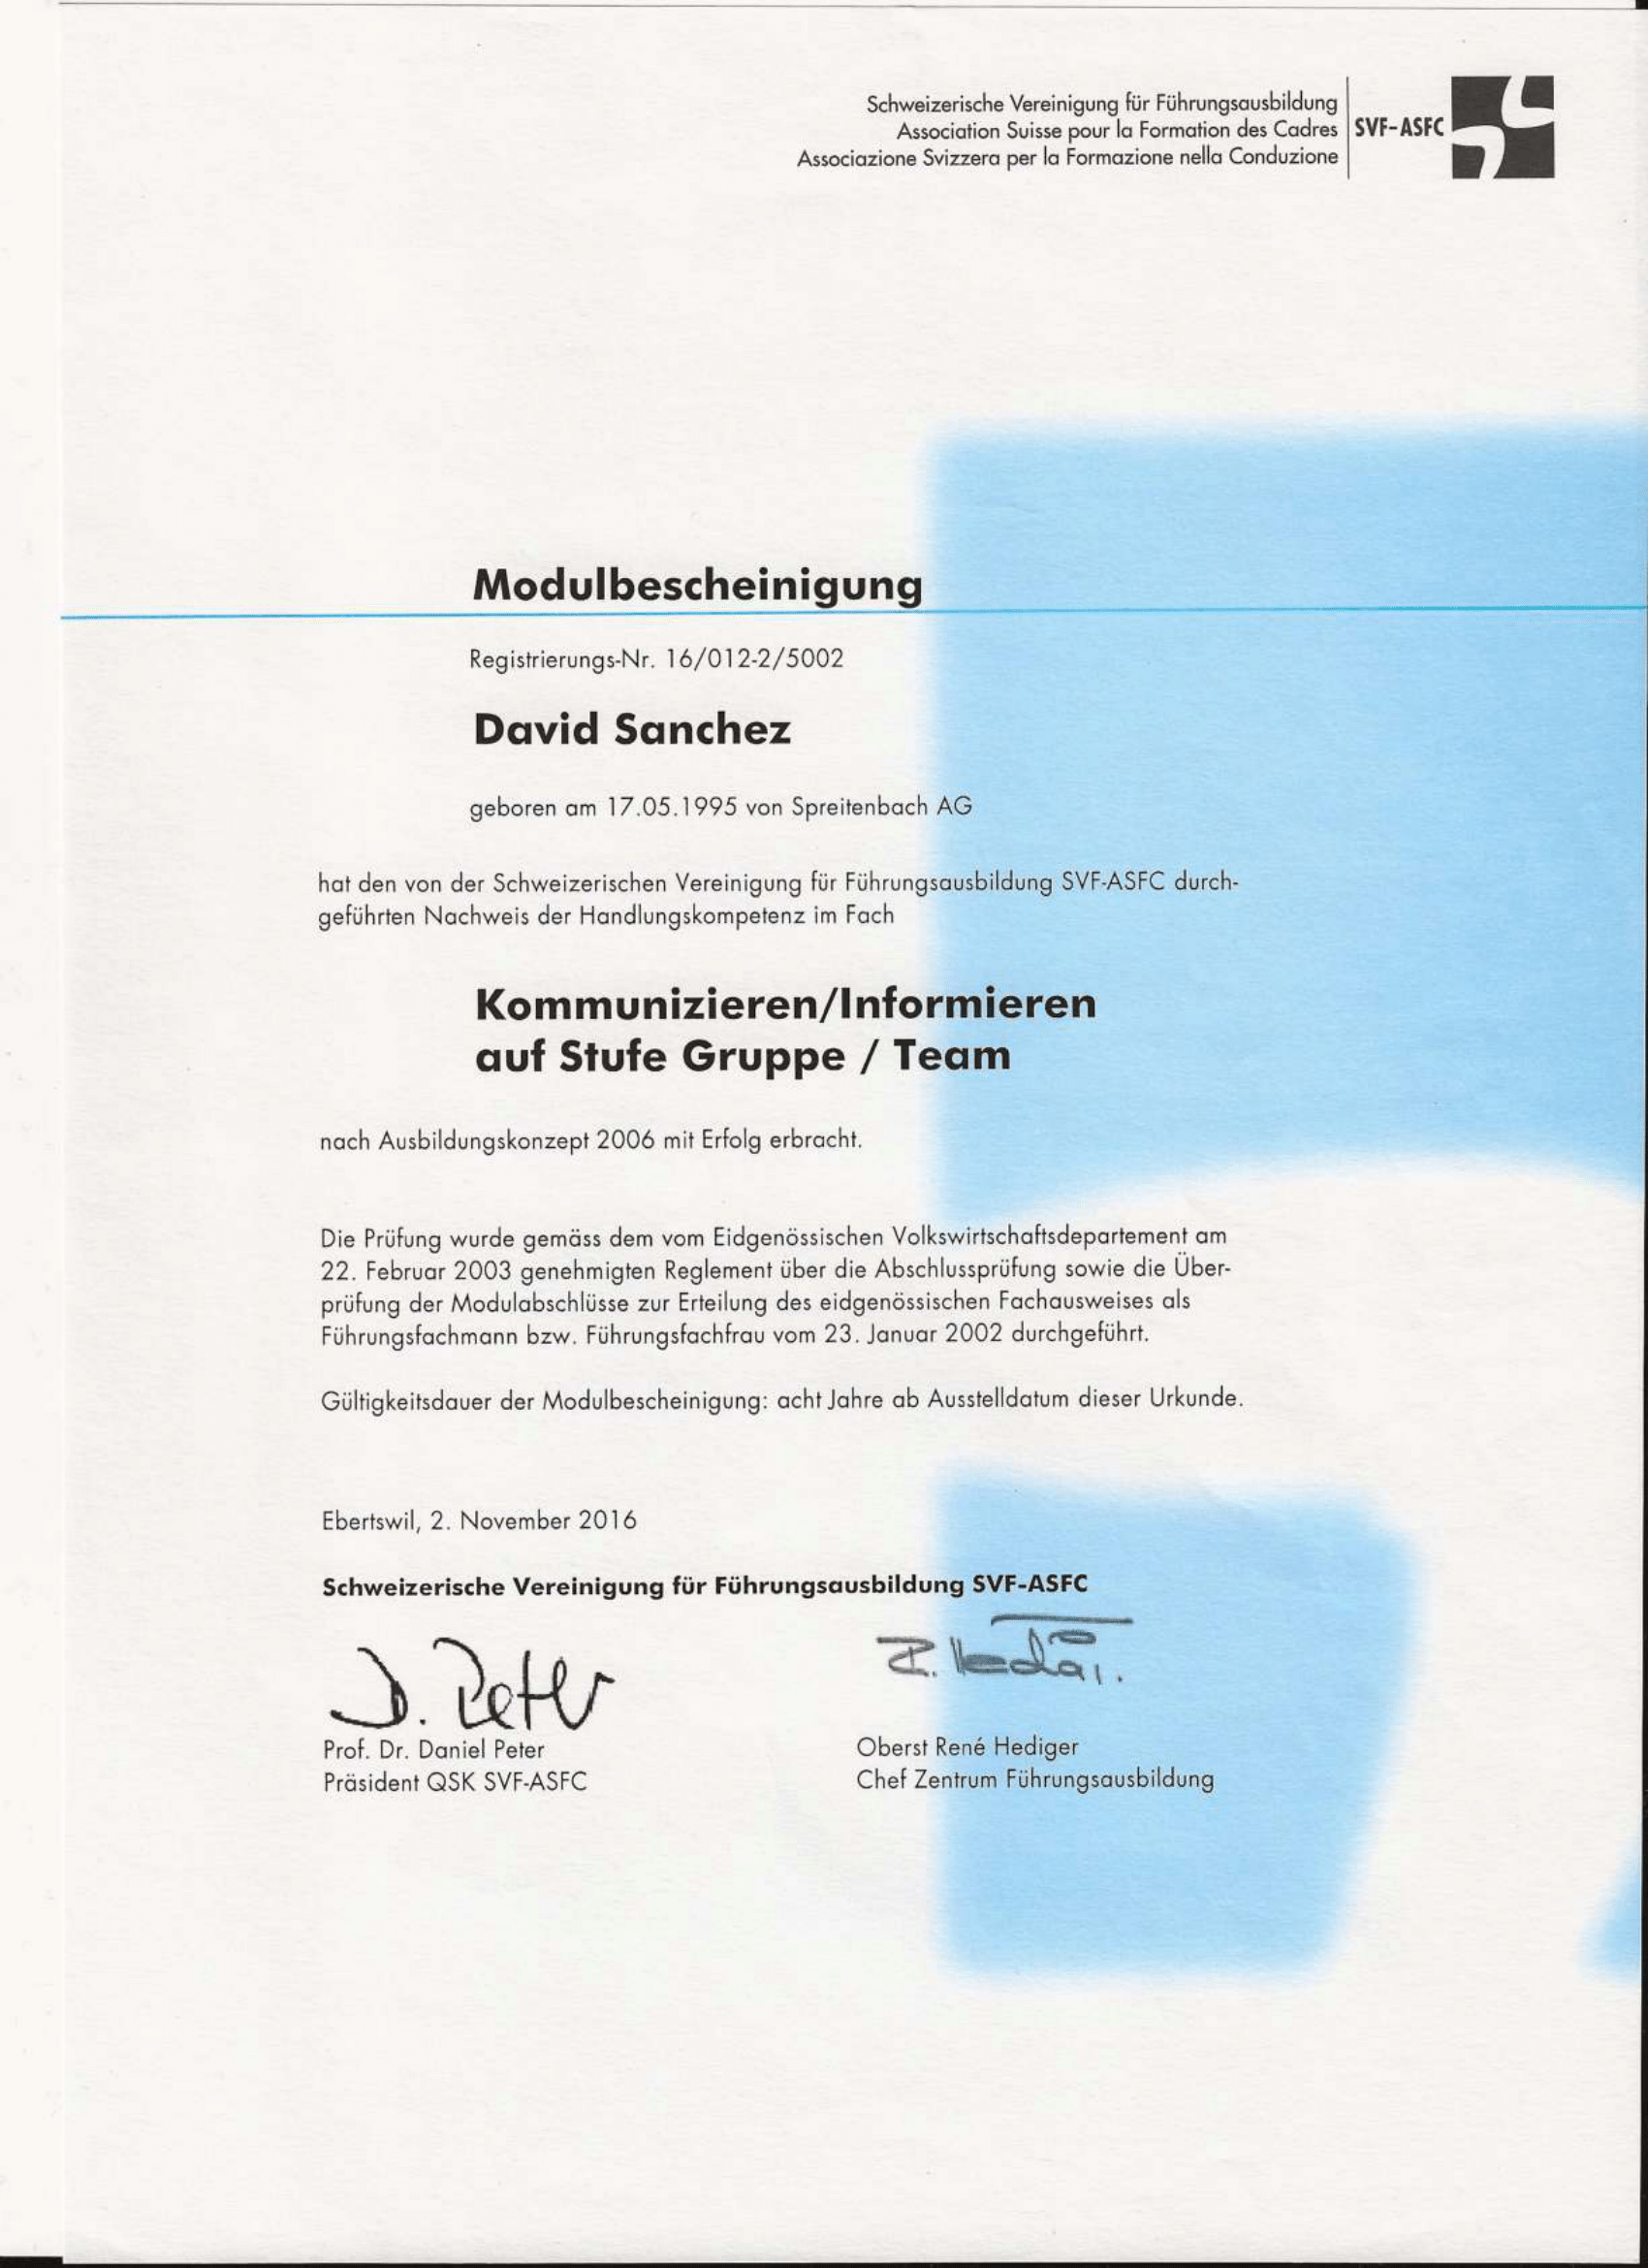 Schweizerische Vereinigung für Führungsausbildung
Association Suisse pour la Formation des Cadres
Associazione Svizzera per la Formazione nella Conduzione
SVF-ASFC
Modulbescheinigung
Registrierungs-Nr. 16/012-2/5002
David Sanchez
geboren am 17.05.1995 von Spreitenbach AG
hat den von der Schweizerischen Vereinigung für Führungsausbildung SVF-ASFC durch-
geführten Nachweis der Handlungskompetenz im Fach
Kommunizieren/Informieren
auf Stufe Gruppe / Team
nach Ausbildungskonzept 2006 mit Erfolg erbracht.
Die Prüfung wurde gemäss dem vom Eidgenössischen Volkswirtschaftsdepartement am
22. Februar 2003 genehmigten Reglement über die Abschlussprüfung sowie die Über-
prüfung der Modulabschlüsse zur Erteilung des eidgenössischen Fachausweises als
Führungsfachmann bzw. Führungsfachfrau vom 23. Januar 2002 durchgeführt.
Gültigkeitsdauer der Modulbescheinigung: acht Jahre ab Ausstelldatum dieser Urkunde.
Ebertswil, 2. November 2016
Schweizerische Vereinigung für Führungsausbildung SVF-ASFC
D. Peter
Prof. Dr. Daniel Peter
Präsident QSK SVF-ASFC
Oberst René Hediger
Chef Zentrum Führungsausbildung